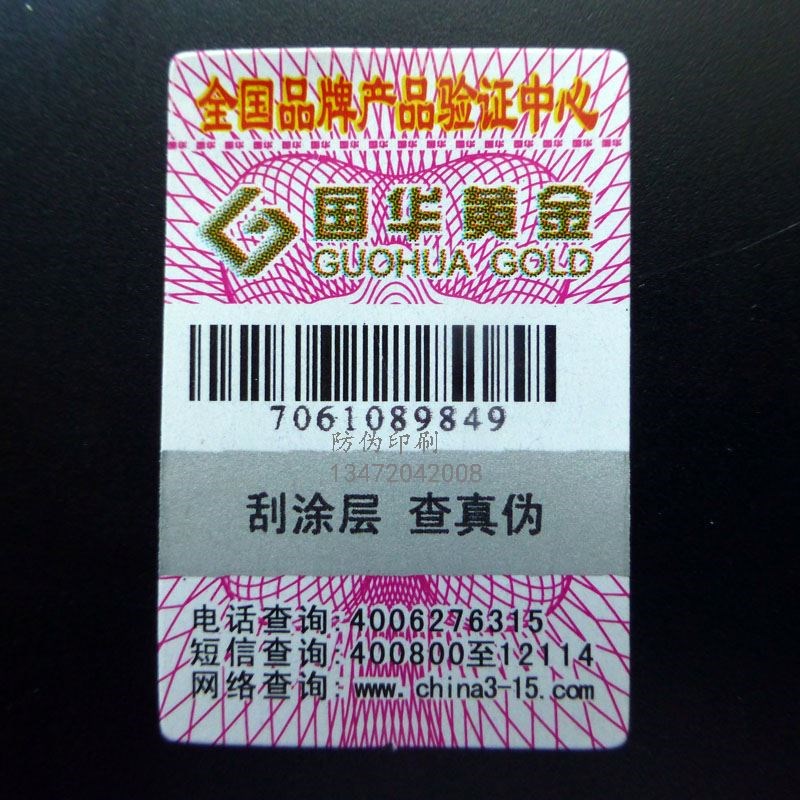 全国品牌产品验证中心
国华黄金
GUOHUA GOLD
7061089849
防伪印刷
13472042008
刮涂层 查真伪
电话查询:4006276315
短信查询:400800至12114
网络查询:www.china3-15.com